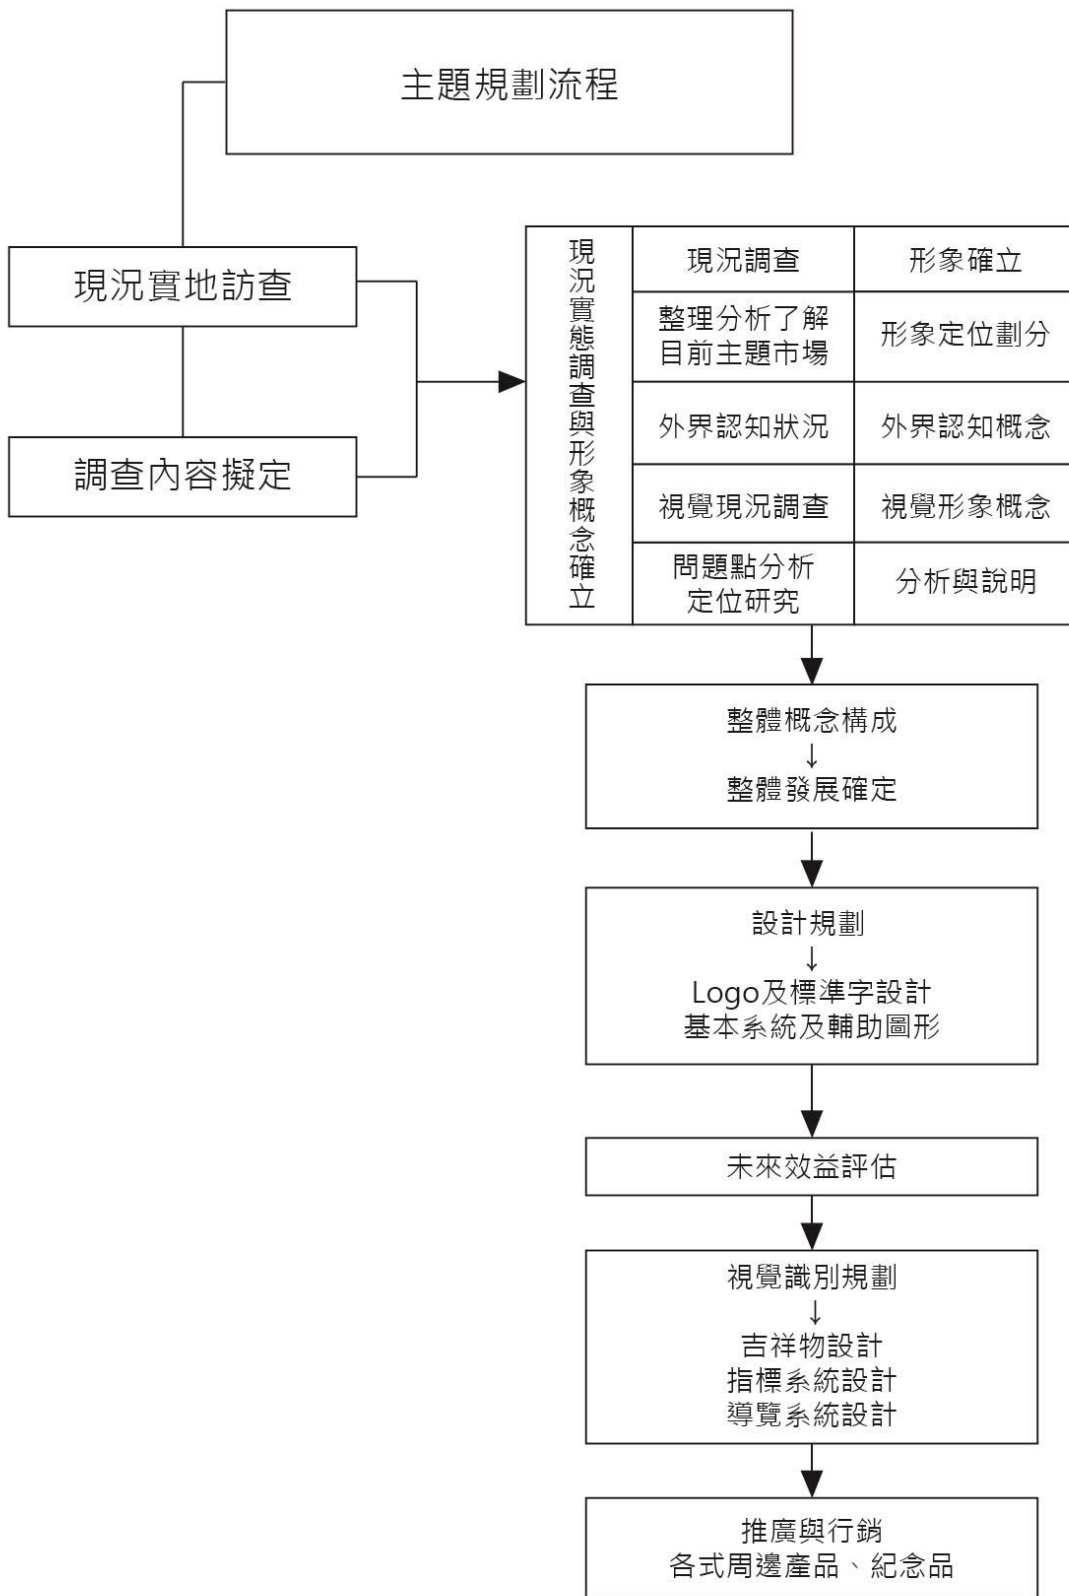 主題規劃流程
現況實地訪查
調查內容擬定
現況實態調查與形象概念確立
現況調查
形象確立
整理分析了解
目前主題市場
形象定位劃分
外界認知狀況
外界認知概念
視覺現況調查
視覺形象概念
問題點分析
定位研究
分析與說明
整體概念構成
↓
整體發展確定
設計規劃
↓
Logo及標準字設計
基本系統及輔助圖形
未來效益評估
視覺識別規劃
↓
吉祥物設計
指標系統設計
導覽系統設計
推廣與行銷
各式周邊產品、紀念品